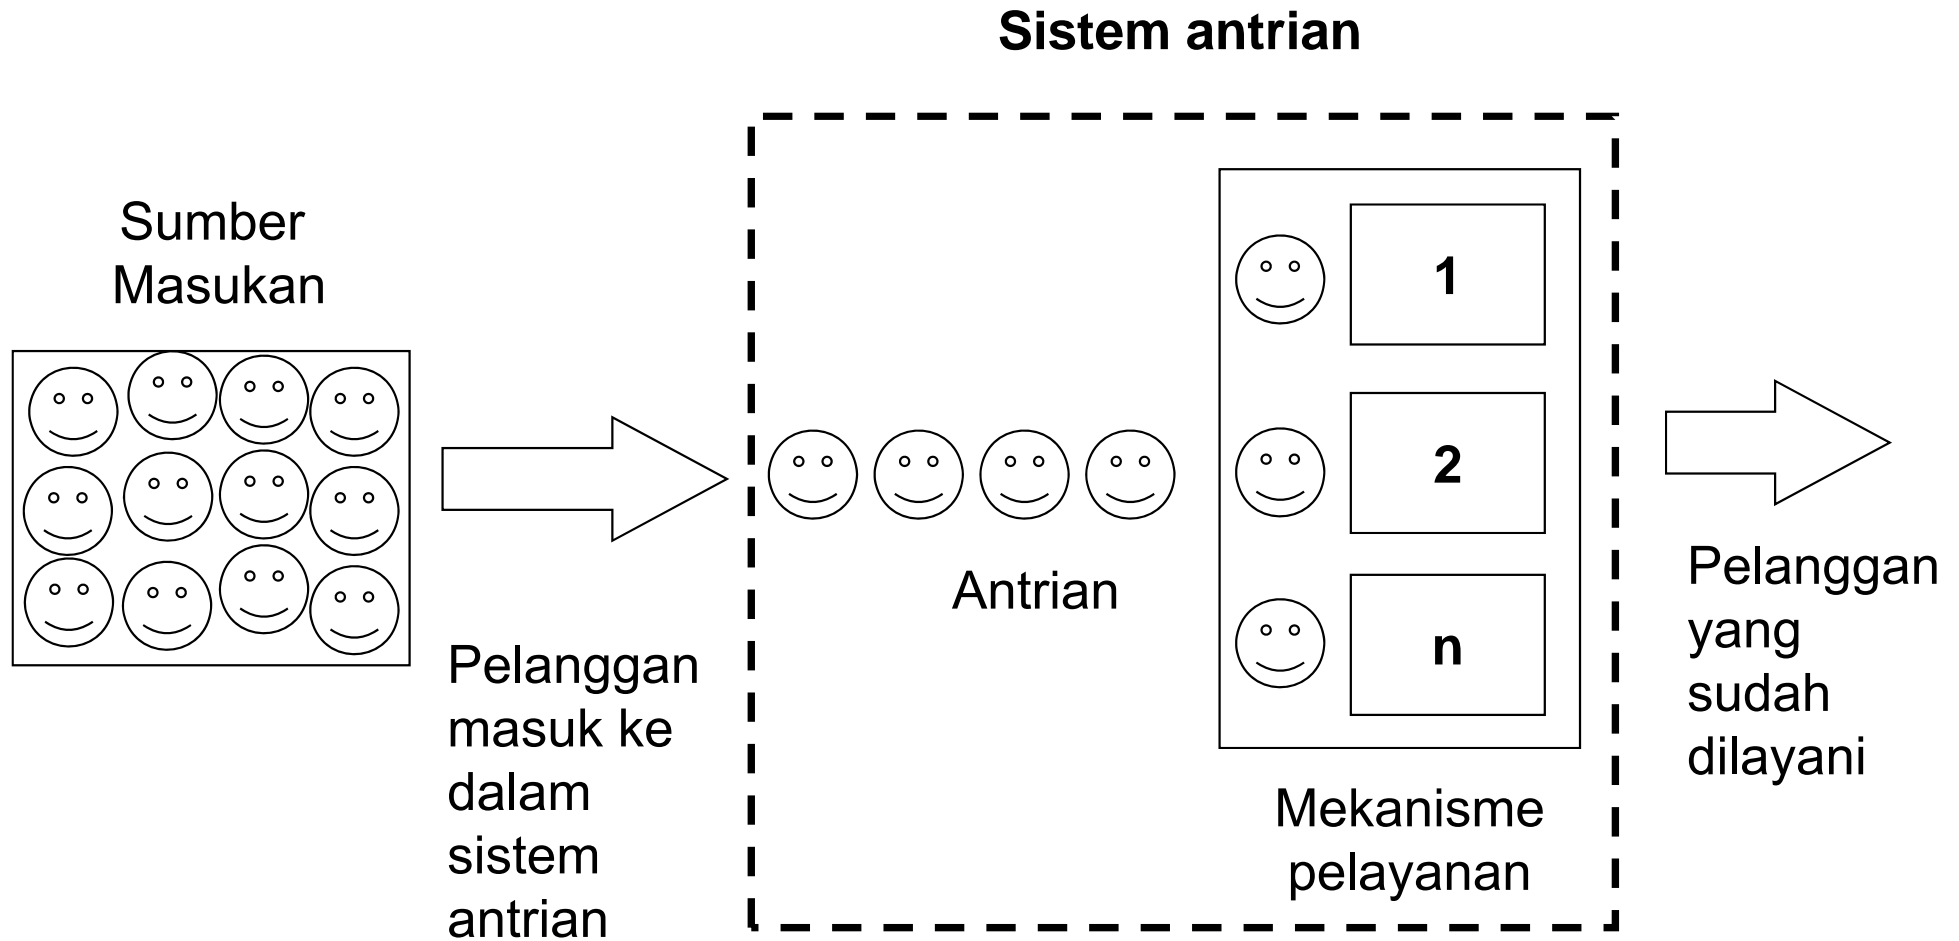 Sistem antrian
Sumber
Masukan
Pelanggan
masuk ke
dalam
sistem
antrian
Antrian
1
2
n
Mekanisme
pelayanan
Pelanggan
yang
sudah
dilayani